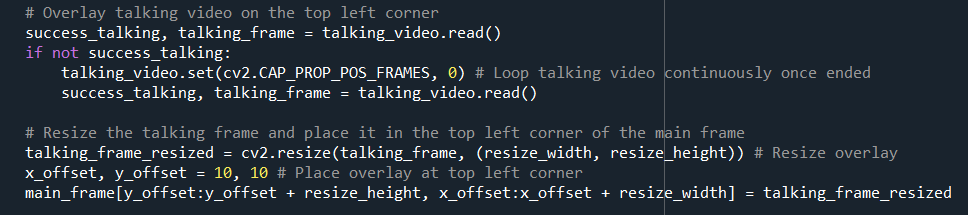 # Overlay talking video on the top left corner
success_talking, talking_frame = talking_video.read()
if not success_talking:
    talking_video.set(cv2.CAP_PROP_POS_FRAMES, 0) # Loop talking video continuously once ended
    success_talking, talking_frame = talking_video.read()

# Resize the talking frame and place it in the top left corner of the main frame
talking_frame_resized = cv2.resize(talking_frame, (resize_width, resize_height)) # Resize overlay
x_offset, y_offset = 10, 10 # Place overlay at top left corner
main_frame[y_offset:y_offset + resize_height, x_offset:x_offset + resize_width] = talking_frame_resized